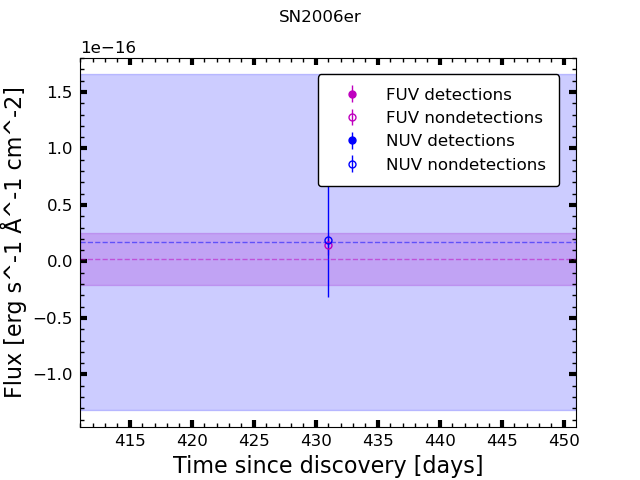 SN2006er
1e−16
FUV detections
FUV nondetections
NUV detections
NUV nondetections
1.5
1.0
0.5
0.0
−0.5
−1.0
Flux [erg s^-1 Å^-1 cm^-2]
415 420 425 430 435 440 445 450
Time since discovery [days]